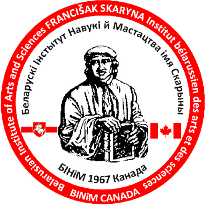 Belarusian Institute of Arts and Sciences FRANCIŠAK SKARYNA Institut bélarussien des arts et des sciences
Беларускі Інстытут Навукі й Мастацтва імя Скарыны
БІНіМ 1967 Канада
BINiM CANADA